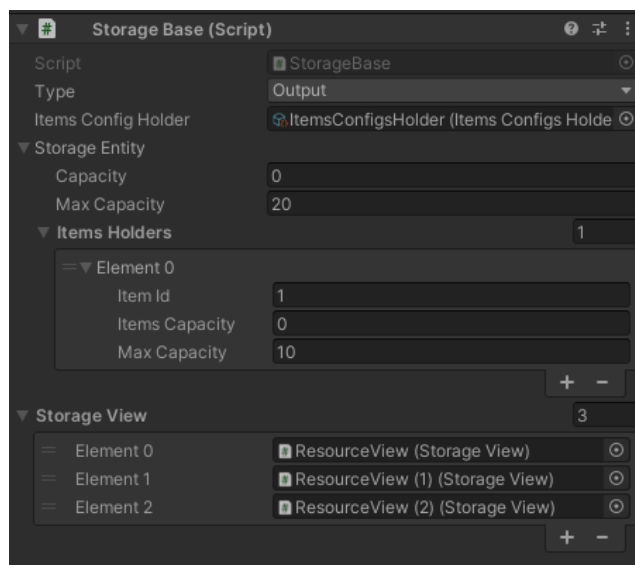 # Storage Base (Script)
Script # StorageBase
Type Output
Items Config Holder ItemsConfigsHolder (Items Configs Holde
Storage Entity
Capacity 0
Max Capacity 20
Items Holders 1
Element 0
Item Id 1
Items Capacity 0
Max Capacity 10
+ -
Storage View 3
Element 0 # ResourceView (Storage View)
Element 1 # ResourceView (1) (Storage View)
Element 2 # ResourceView (2) (Storage View)
+ -